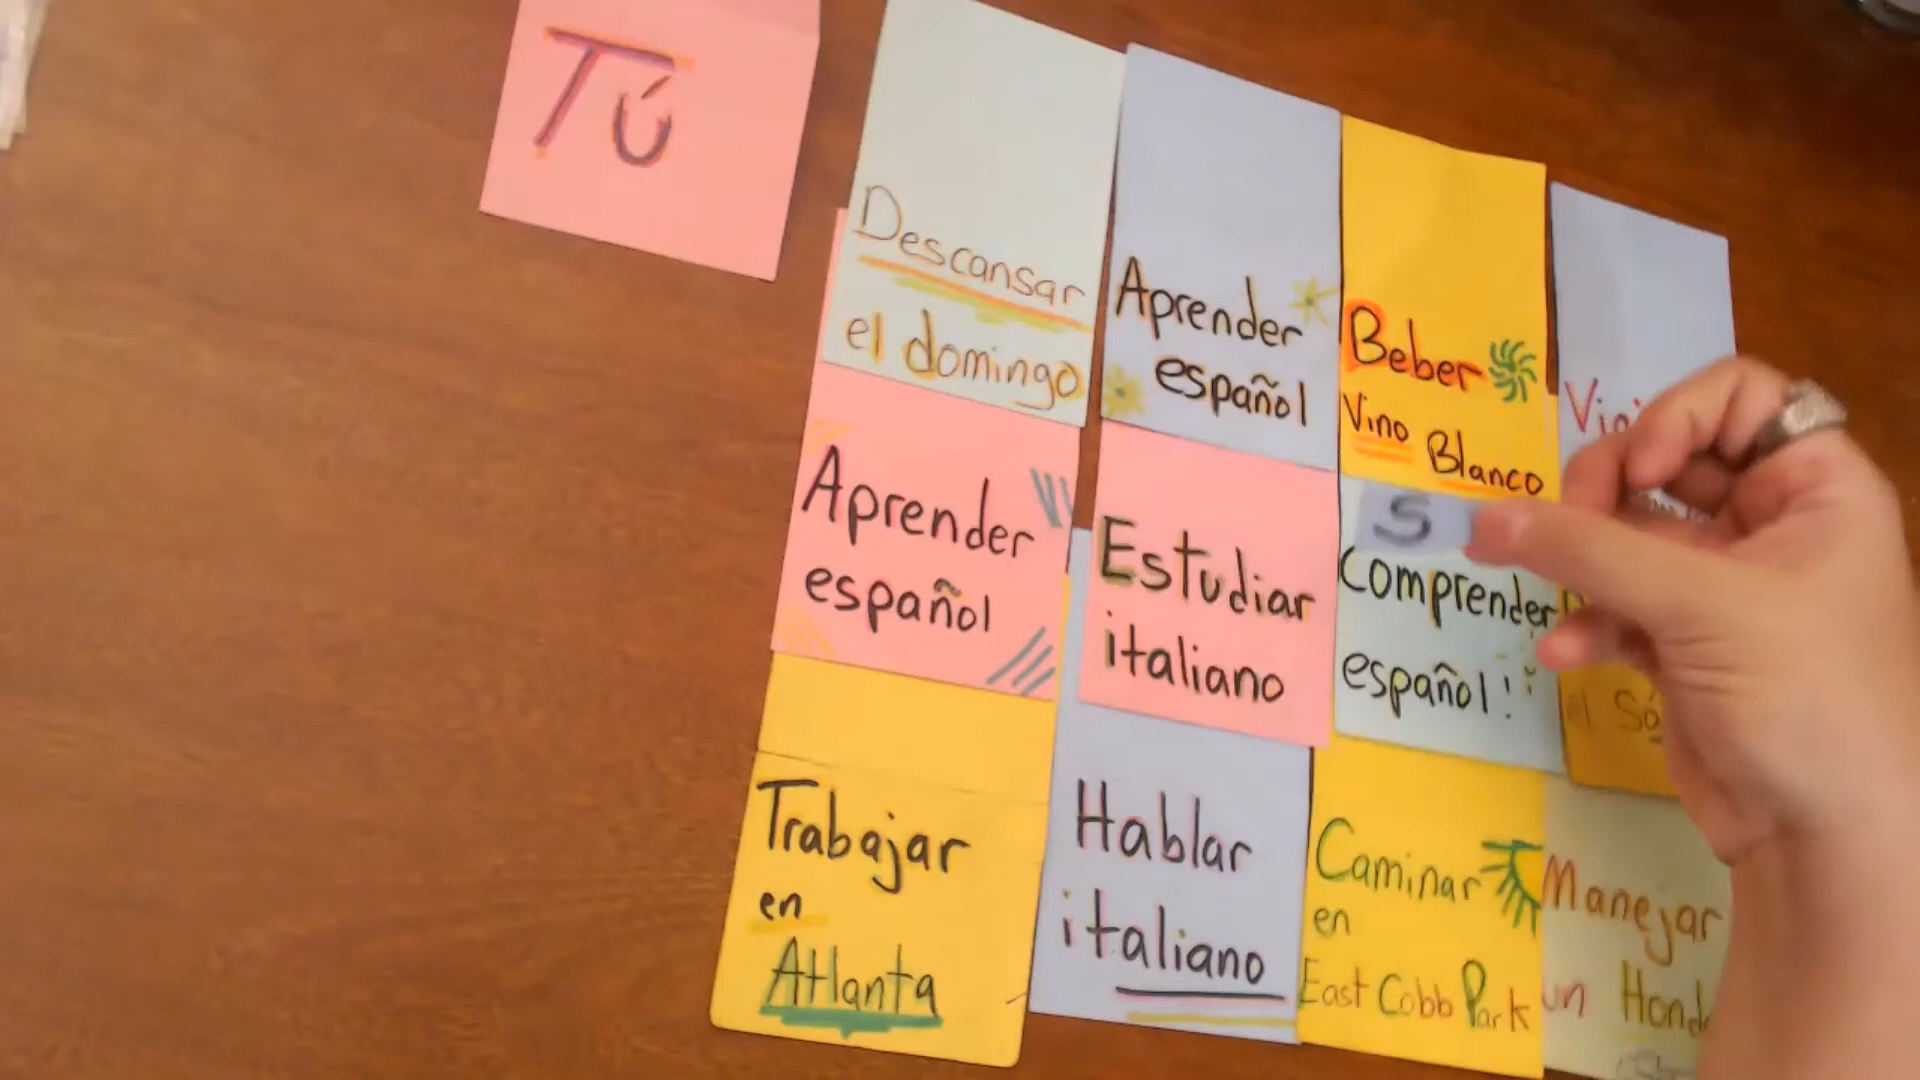 Tú
Descansar
el domingo
Aprender
español
Beber
Vino Blanco
Aprender
español
Estudiar
italiano
S
Comprender
español!
Trabajar
en
Atlanta
Hablar
italiano
Caminar
en
East Cobb Park
Manejar
un